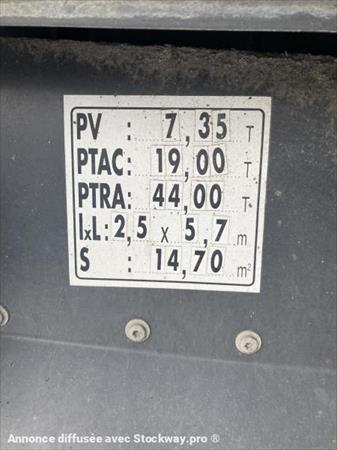 PV : 7,35 T
PTAC: 19,00 T
PTRA: 44,00 T
lxL: 2,5 x 5,7 m
S : 14,70 m²
Annonce diffusée avec Stockway.pro ®